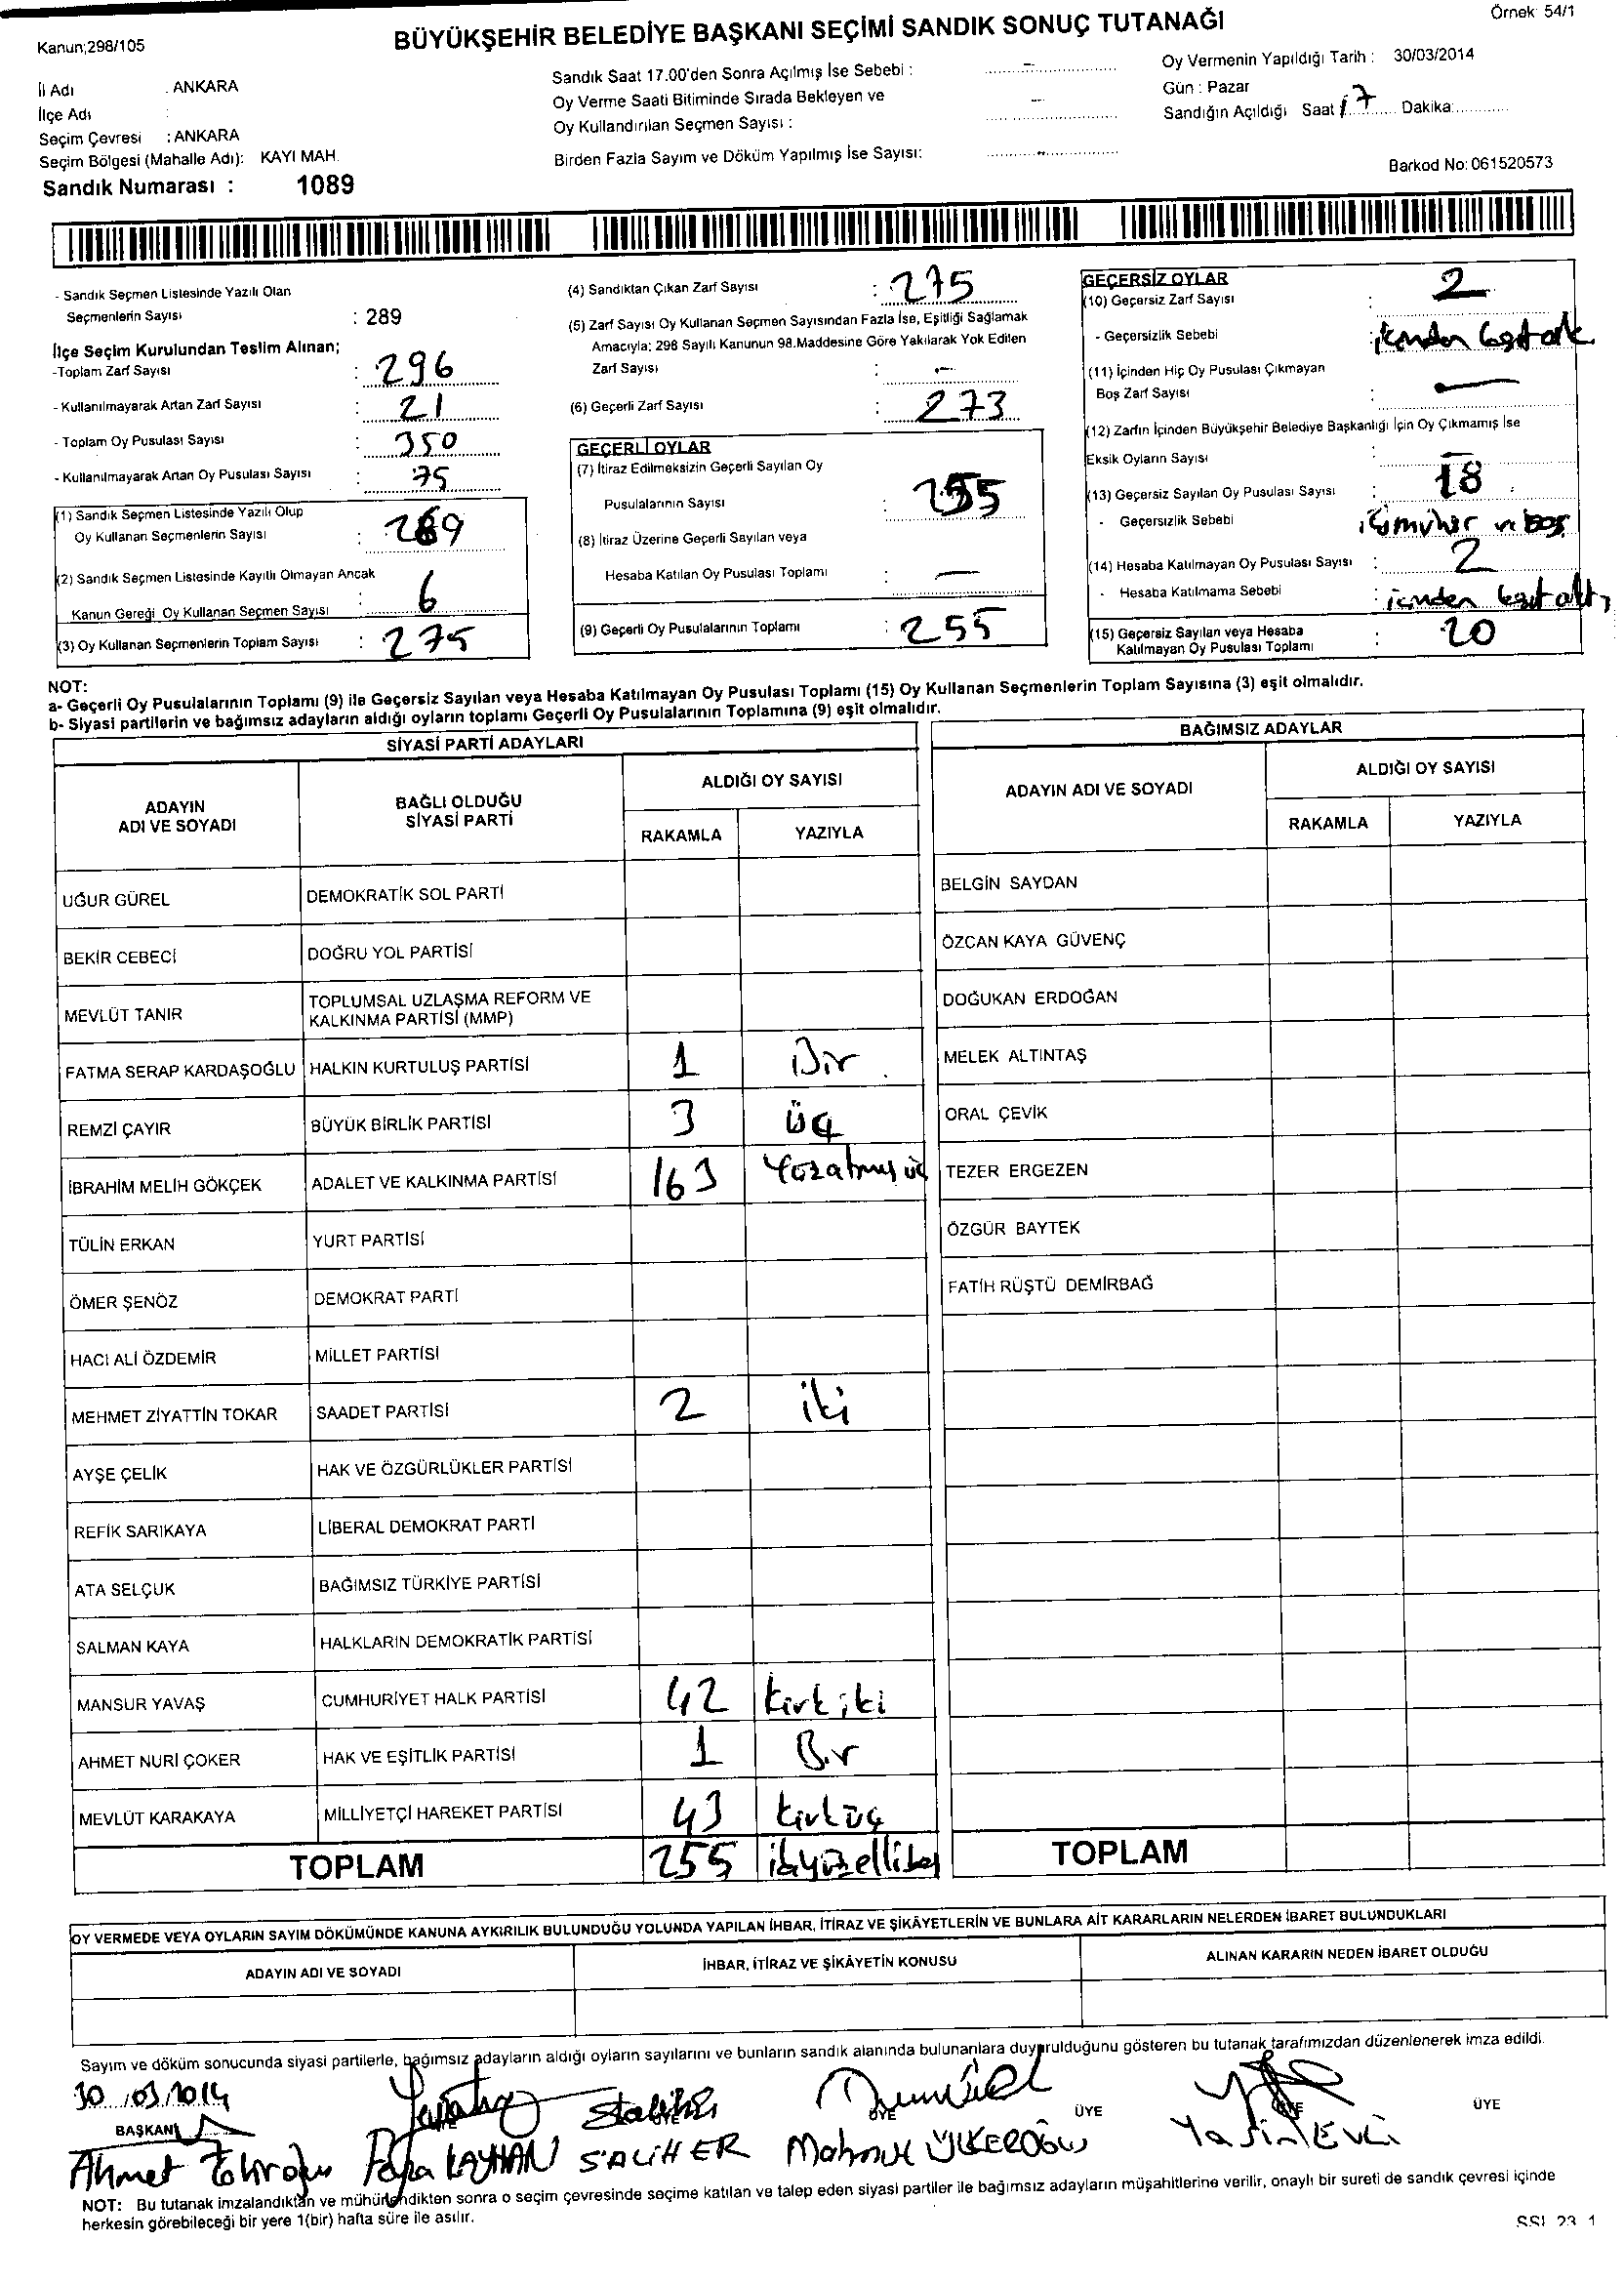 Örnek: 54/1
Kanun;298/105
BÜYÜKŞEHİR BELEDİYE BAŞKANI SEÇİMİ SANDIK SONUÇ TUTANAĞI
İl Adı : ANKARA
İlçe Adı :
Seçim Çevresi : ANKARA
Seçim Bölgesi (Mahalle Adı): KAYI MAH.
Sandık Numarası : 1089
Sandık Saat 17.00'den Sonra Açılmış İse Sebebi : -
Oy Verme Saati Bitiminde Sırada Bekleyen ve
Oy Kullandırılan Seçmen Sayısı : -
Birden Fazla Sayım ve Döküm Yapılmış İse Sayısı: -
Oy Vermenin Yapıldığı Tarih : 30/03/2014
Gün : Pazar
Sandığın Açıldığı Saat 17 Dakika:
Barkod No: 061520573
- Sandık Seçmen Listesinde Yazılı Olan
Seçmenlerin Sayısı : 289
İlçe Seçim Kurulundan Teslim Alınan;
-Toplam Zarf Sayısı : 296
- Kullanılmayarak Artan Zarf Sayısı : 21
- Toplam Oy Pusulası Sayısı : 350
- Kullanılmayarak Artan Oy Pusulası Sayısı : 75
(1) Sandık Seçmen Listesinde Yazılı Olup
Oy Kullanan Seçmenlerin Sayısı : 269
(2) Sandık Seçmen Listesinde Kayıtlı Olmayan Ancak
Kanun Gereği Oy Kullanan Seçmen Sayısı : 6
(3) Oy Kullanan Seçmenlerin Toplam Sayısı : 275
(4) Sandıktan Çıkan Zarf Sayısı : 275
(5) Zarf Sayısı Oy Kullanan Seçmen Sayısından Fazla İse, Eşitliği Sağlamak
Amacıyla; 298 Sayılı Kanunun 98.Maddesine Göre Yakılarak Yok Edilen
Zarf Sayısı : -
(6) Geçerli Zarf Sayısı : 273
GEÇERLİ OYLAR
(7) İtiraz Edilmeksizin Geçerli Sayılan Oy
Pusulalarının Sayısı : 255
(8) İtiraz Üzerine Geçerli Sayılan veya
Hesaba Katılan Oy Pusulası Toplamı : -
(9) Geçerli Oy Pusulalarının Toplamı : 255
GEÇERSİZ OYLAR
(10) Geçersiz Zarf Sayısı : 2
- Geçersizlik Sebebi :
(11) İçinden Hiç Oy Pusulası Çıkmayan
Boş Zarf Sayısı : -
(12) Zarfın İçinden Büyükşehir Belediye Başkanlığı İçin Oy Çıkmamış İse
Eksik Oyların Sayısı : -
(13) Geçersiz Sayılan Oy Pusulası Sayısı : 18
- Geçersizlik Sebebi : ve Boş
(14) Hesaba Katılmayan Oy Pusulası Sayısı : 2
- Hesaba Katılmama Sebebi :
(15) Geçersiz Sayılan veya Hesaba
Katılmayan Oy Pusulası Toplamı : 20
NOT:
a- Geçerli Oy Pusulalarının Toplamı (9) ile Geçersiz Sayılan veya Hesaba Katılmayan Oy Pusulası Toplamı (15) Oy Kullanan Seçmenlerin Toplam Sayısına (3) eşit olmalıdır.
b- Siyasi partilerin ve bağımsız adayların aldığı oyların toplamı Geçerli Oy Pusulalarının Toplamına (9) eşit olmalıdır.
SİYASİ PARTİ ADAYLARI
ADAYIN ADI VE SOYADI BAĞLI OLDUĞU SİYASİ PARTİ ALDIĞI OY SAYISI
RAKAMLA YAZIYLA
UĞUR GÜREL DEMOKRATİK SOL PARTİ
BEKİR CEBECİ DOĞRU YOL PARTİSİ
MEVLÜT TANIR TOPLUMSAL UZLAŞMA REFORM VE
KALKINMA PARTİSİ (MMP)
FATMA SERAP KARDAŞOĞLU HALKIN KURTULUŞ PARTİSİ 1 Bir
REMZİ ÇAYIR BÜYÜK BİRLİK PARTİSİ 3 üç
İBRAHİM MELİH GÖKÇEK ADALET VE KALKINMA PARTİSİ 163 Yüzatmış üç
TÜLİN ERKAN YURT PARTİSİ
ÖMER ŞENÖZ DEMOKRAT PARTİ
HACI ALİ ÖZDEMİR MİLLET PARTİSİ
MEHMET ZİYATTİN TOKAR SAADET PARTİSİ 2 iki
AYŞE ÇELİK HAK VE ÖZGÜRLÜKLER PARTİSİ
REFİK SARIKAYA LİBERAL DEMOKRAT PARTİ
ATA SELÇUK BAĞIMSIZ TÜRKİYE PARTİSİ
SALMAN KAYA HALKLARIN DEMOKRATİK PARTİSİ
MANSUR YAVAŞ CUMHURİYET HALK PARTİSİ 42 kırkiki
AHMET NURİ ÇOKER HAK VE EŞİTLİK PARTİSİ 1 Bir
MEVLÜT KARAKAYA MİLLİYETÇİ HAREKET PARTİSİ 43 kırküç
TOPLAM 255 ikiyüzellibeş
BAĞIMSIZ ADAYLAR
ADAYIN ADI VE SOYADI ALDIĞI OY SAYISI
RAKAMLA YAZIYLA
BELGİN SAYDAN
ÖZCAN KAYA GÜVENÇ
DOĞUKAN ERDOĞAN
MELEK ALTINTAŞ
ORAL ÇEVİK
TEZER ERGEZEN
ÖZGÜR BAYTEK
FATİH RÜŞTÜ DEMİRBAĞ
TOPLAM
OY VERMEDE VEYA OYLARIN SAYIM DÖKÜMÜNDE KANUNA AYKIRILIK BULUNDUĞU YOLUNDA YAPILAN İHBAR, İTİRAZ VE ŞİKÂYETLERİN VE BUNLARA AİT KARARLARIN NELERDEN İBARET BULUNDUKLARI
ADAYIN ADI VE SOYADI İHBAR, İTİRAZ VE ŞİKÂYETİN KONUSU ALINAN KARARIN NEDEN İBARET OLDUĞU
Sayım ve döküm sonucunda siyasi partilerle, bağımsız adayların aldığı oyların sayılarını ve bunların sandık alanında bulunanlara duyurulduğunu gösteren bu tutanak tarafımızdan düzenlenerek imza edildi.
30/03/2014
BAŞKAN ÜYE ÜYE ÜYE ÜYE ÜYE ÜYE
Ahmet KAYHAN SALİH ER Mahmut ÜLKEROĞLU Yasin EVCİ
NOT: Bu tutanak imzalandıktan ve mühürlendikten sonra o seçim çevresinde seçime katılan ve talep eden siyasi partiler ile bağımsız adayların müşahitlerine verilir, onaylı bir sureti de sandık çevresi içinde
herkesin görebileceği bir yere 1(bir) hafta süre ile asılır.